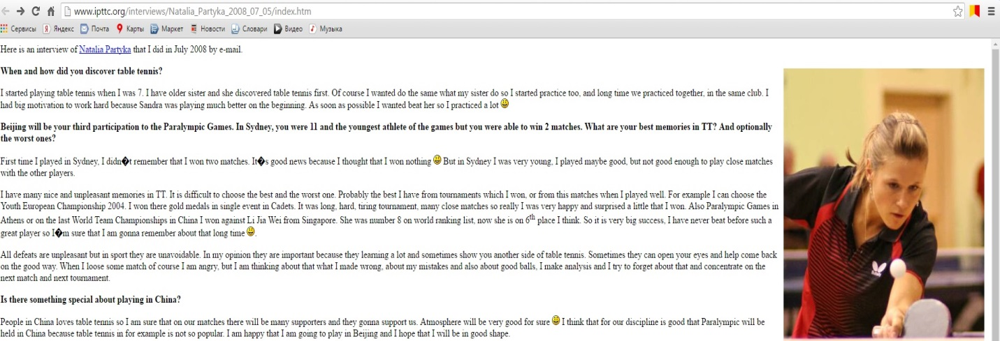 www.ipttc.org/interviews/Natalia_Partyka_2008_07_05/index.htm
Сервисы Яндекс Почта Карты Маркет Новости Словари Видео Музыка
Here is an interview of Natalia Partyka that I did in July 2008 by e-mail.
When and how did you discover table tennis?
I started playing table tennis when I was 7. I have older sister and she discovered table tennis first. Of course I wanted do the same what my sister do so I started practice too, and long time we practiced together, in the same club. I
had big motivation to work hard because Sandra was playing much better on the beginning. As soon as possible I wanted beat her so I practiced a lot
Beijing will be your third participation to the Paralympic Games. In Sydney, you were 11 and the youngest athlete of the games but you were able to win 2 matches. What are your best memories in TT? And optionally
the worst ones?
First time I played in Sydney, I didn�t remember that I won two matches. It�s good news because I thought that I won nothing But in Sydney I was very young, I played maybe good, but not good enough to play close matches
with the other players.
I have many nice and unpleasant memories in TT. It is difficult to choose the best and the worst one. Probably the best I have from tournaments which I won, or from this matches when I played well. For example I can choose the
Youth European Championship 2004. I won there gold medals in single event in Cadets. It was long, hard, tiring tournament, many close matches so really I was very happy and surprised a little that I won. Also Paralympic Games in
Athens or on the last World Team Championships in China I won against Li Jia Wei from Singapore. She was number 8 on world ranking list, now she is on 6th place I think. So it is very big success, I have never beat before such a
great player so I�m sure that I am gonna remember about that long time .
All defeats are unpleasant but in sport they are unavoidable. In my opinion they are important because they learning a lot and sometimes show you another side of table tennis. Sometimes they can open your eyes and help come back
on the good way. When I loose some match of course I am angry, but I am thinking about that what I made wrong, about my mistakes and also about good balls, I make analysis and I try to forget about that and concentrate on the
next match and next tournament.
Is there something special about playing in China?
People in China loves table tennis so I am sure that on our matches there will be many supporters and they gonna support us. Atmosphere will be very good for sure I think that for our discipline is good that Paralympic will be
held in China because table tennis in for example is not so popular. I am happy that I am going to play in Beijing and I hope that I will be in good shape.